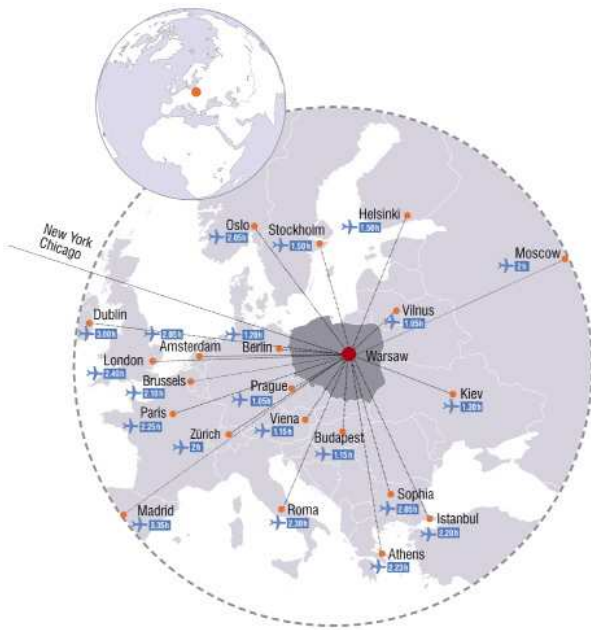 Oslo
2.05h
Stockholm
1.50h
Helsinki
1.50h
New York
Chicago
Moscow
2h
Dublin
3.00h
Vilnus
1.05h
2.05h
Amsterdam
1.20h
Berlin
Warsaw
London
2.40h
Brussels
2.10h
Prague
1.05h
Kiev
1.30h
Paris
2.25h
Zürich
2h
Viena
1.15h
Budapest
1.15h
Madrid
3.35h
Roma
2.30h
Sophia
2.05h
Istanbul
2.20h
Athens
2.23h